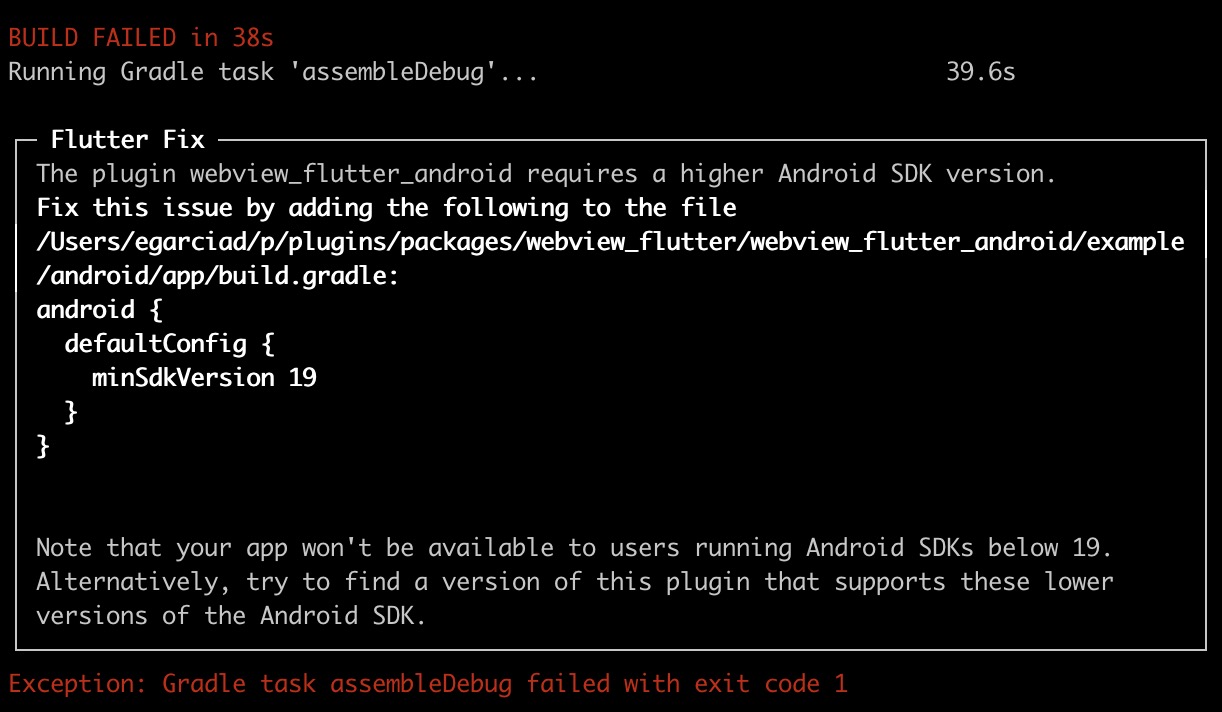 BUILD FAILED in 38s
Running Gradle task 'assembleDebug'... 39.6s
Flutter Fix
The plugin webview_flutter_android requires a higher Android SDK version.
Fix this issue by adding the following to the file
/Users/egarciad/p/plugins/packages/webview_flutter/webview_flutter_android/example
/android/app/build.gradle:
android {
  defaultConfig {
    minSdkVersion 19
  }
}
Note that your app won't be available to users running Android SDKs below 19.
Alternatively, try to find a version of this plugin that supports these lower
versions of the Android SDK.
Exception: Gradle task assembleDebug failed with exit code 1